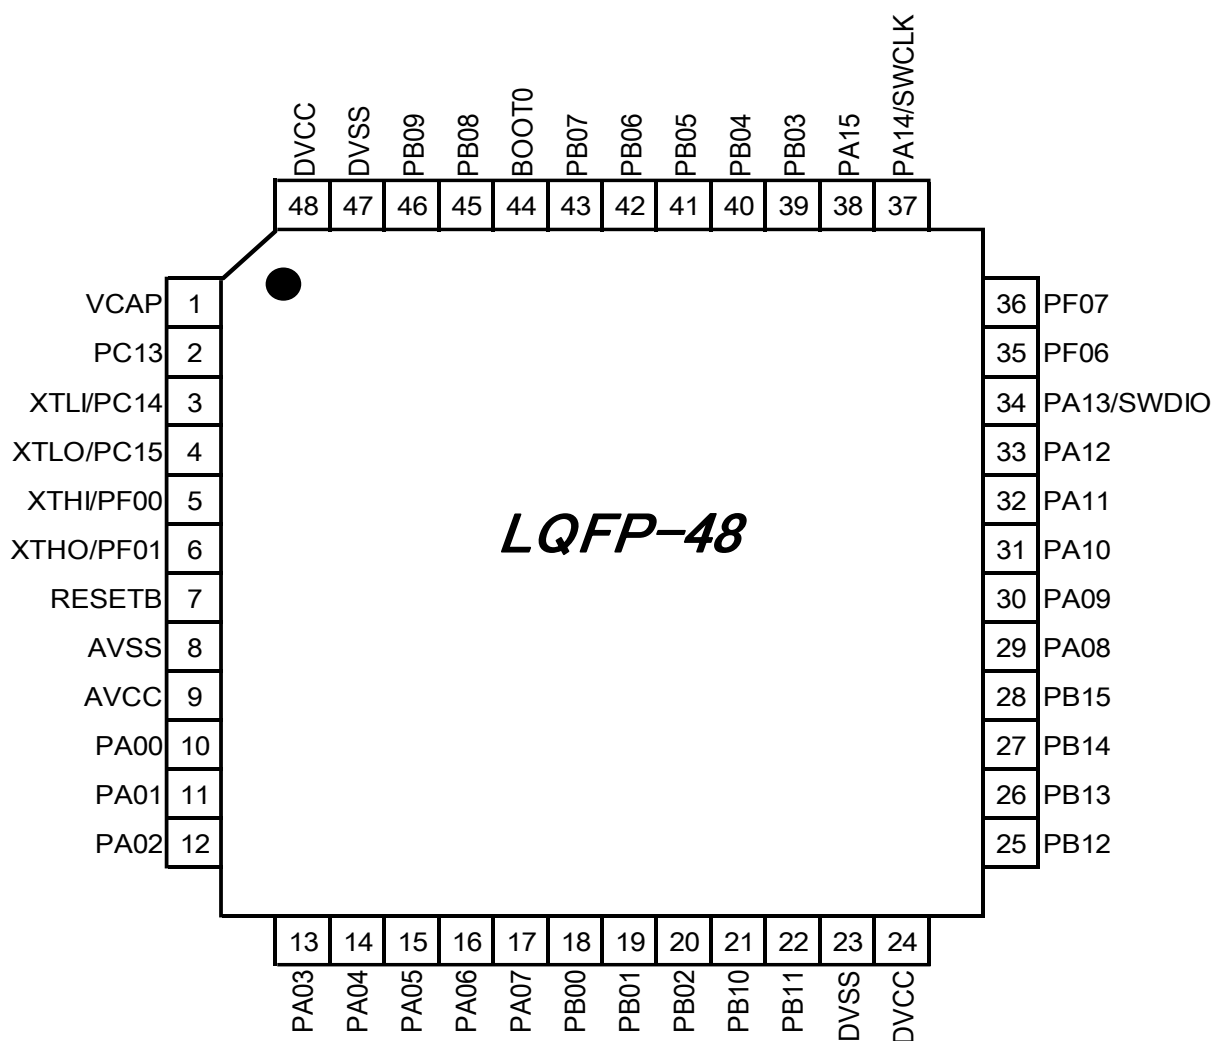 DVCC
DVSS
PB09
PB08
BOOT0
PB07
PB06
PB05
PB04
PB03
PA15
PA14/SWCLK
48 47 46 45 44 43 42 41 40 39 38 37
VCAP 1
PC13 2
XTLI/PC14 3
XTLO/PC15 4
XTHI/PF00 5
XTHO/PF01 6
RESETB 7
AVSS 8
AVCC 9
PA00 10
PA01 11
PA02 12
LQFP-48
36 PF07
35 PF06
34 PA13/SWDIO
33 PA12
32 PA11
31 PA10
30 PA09
29 PA08
28 PB15
27 PB14
26 PB13
25 PB12
13 14 15 16 17 18 19 20 21 22 23 24
PA03
PA04
PA05
PA06
PA07
PB00
PB01
PB02
PB10
PB11
DVSS
DVCC